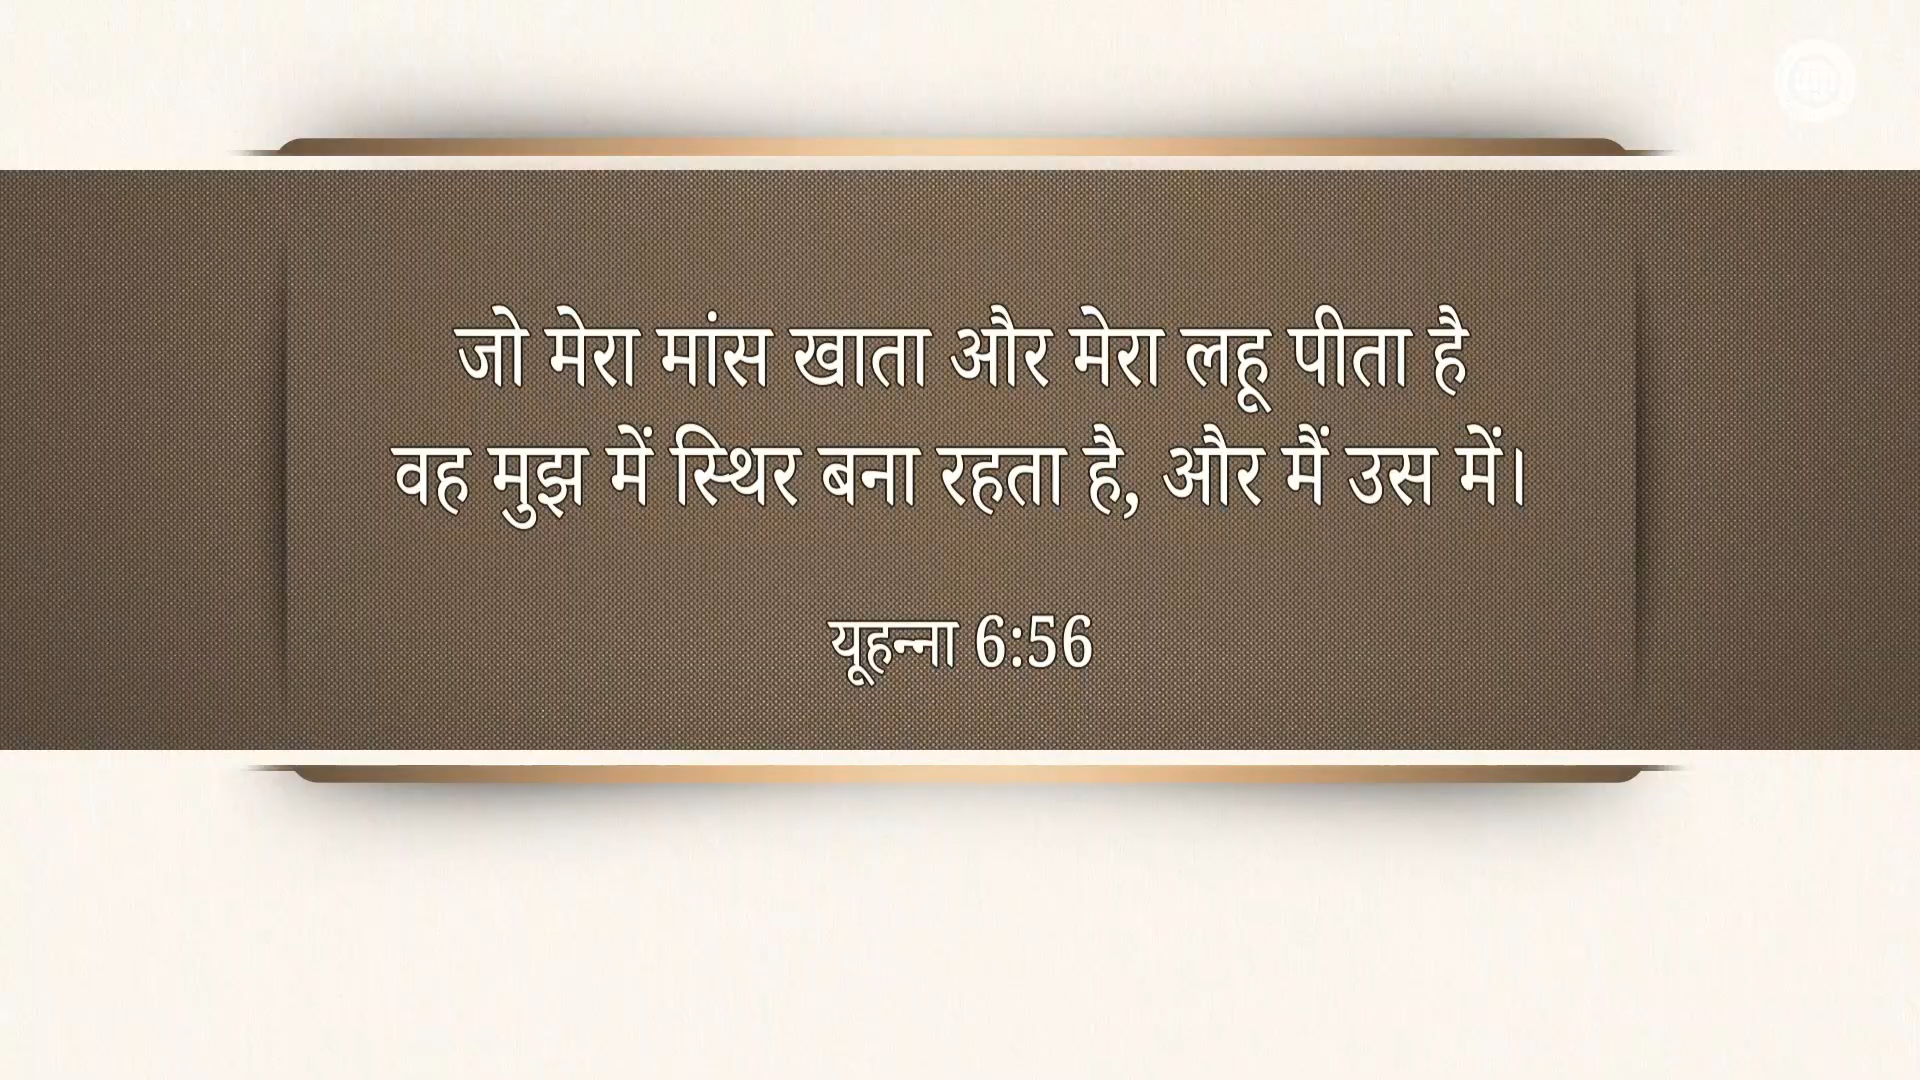 जो मेरा मांस खाता और मेरा लहू पीता है
वह मुझ में स्थिर बना रहता है, और मैं उस में।
यूहन्ना 6:56